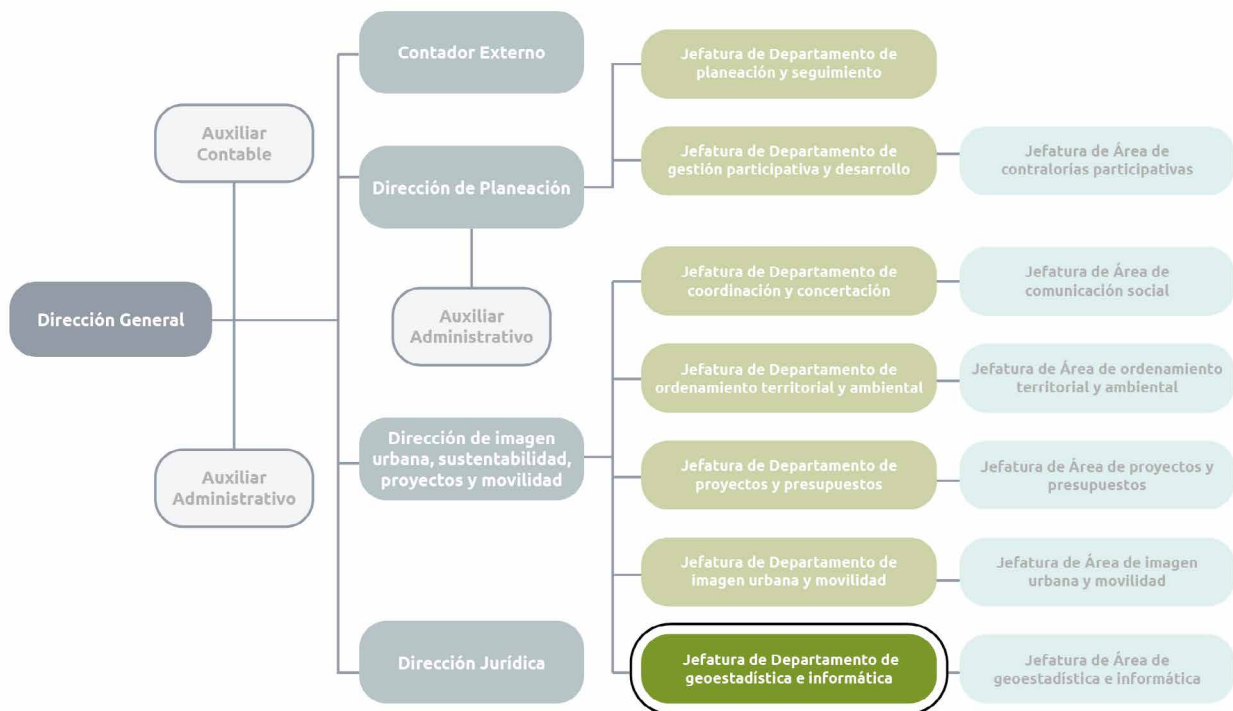 Dirección General
Auxiliar
Contable
Auxiliar
Administrativo
Contador Externo
Dirección de Planeación
Auxiliar
Administrativo
Dirección de imagen
urbana, sustentabilidad,
proyectos y movilidad
Dirección Jurídica
Jefatura de Departamento de
planeación y seguimiento
Jefatura de Departamento de
gestión participativa y desarrollo
Jefatura de Área de
contralorías participativas
Jefatura de Departamento de
coordinación y concertación
Jefatura de Área de
comunicación social
Jefatura de Departamento de
ordenamiento territorial y ambiental
Jefatura de Área de ordenamiento
territorial y ambiental
Jefatura de Departamento de
proyectos y presupuestos
Jefatura de Área de proyectos y
presupuestos
Jefatura de Departamento de
imagen urbana y movilidad
Jefatura de Área de imagen
urbana y movilidad
Jefatura de Departamento de
geoestadística e informática
Jefatura de Área de
geoestadística e informática